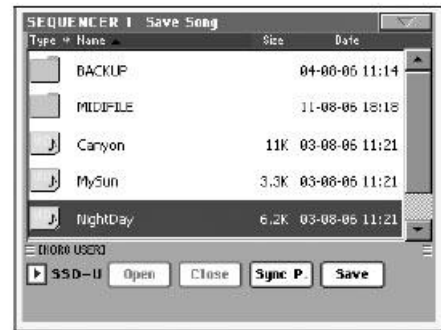 SEQUENCER 1 Save Song
Type Name Size Date
BACKUP 04-08-06 11:14
MIDIFILE 11-08-06 18:18
Canyon 11K 03-08-06 11:21
MySun 3.3K 03-08-06 11:21
NightDay 6.2K 03-08-06 11:21
[KORG USER]
SSD-U Open Close Sync P. Save